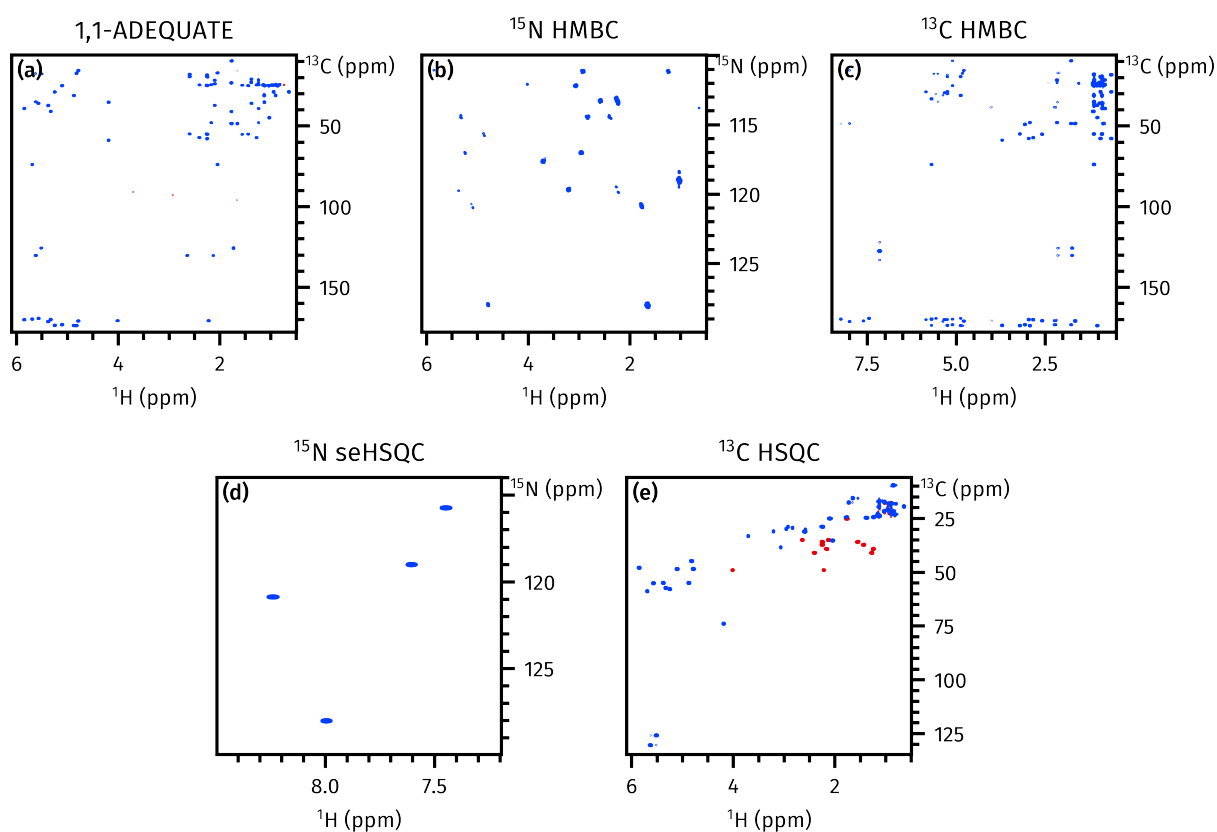 1,1-ADEQUATE
(a)
¹³C (ppm)
50
100
150
6 4 2
¹H (ppm)
¹⁵N HMBC
(b)
¹⁵N (ppm)
115
120
125
6 4 2
¹H (ppm)
¹³C HMBC
(c)
¹³C (ppm)
50
100
150
7.5 5.0 2.5
¹H (ppm)
¹⁵N seHSQC
(d)
¹⁵N (ppm)
120
125
8.0 7.5
¹H (ppm)
¹³C HSQC
(e)
¹³C (ppm)
25
50
75
100
125
6 4 2
¹H (ppm)